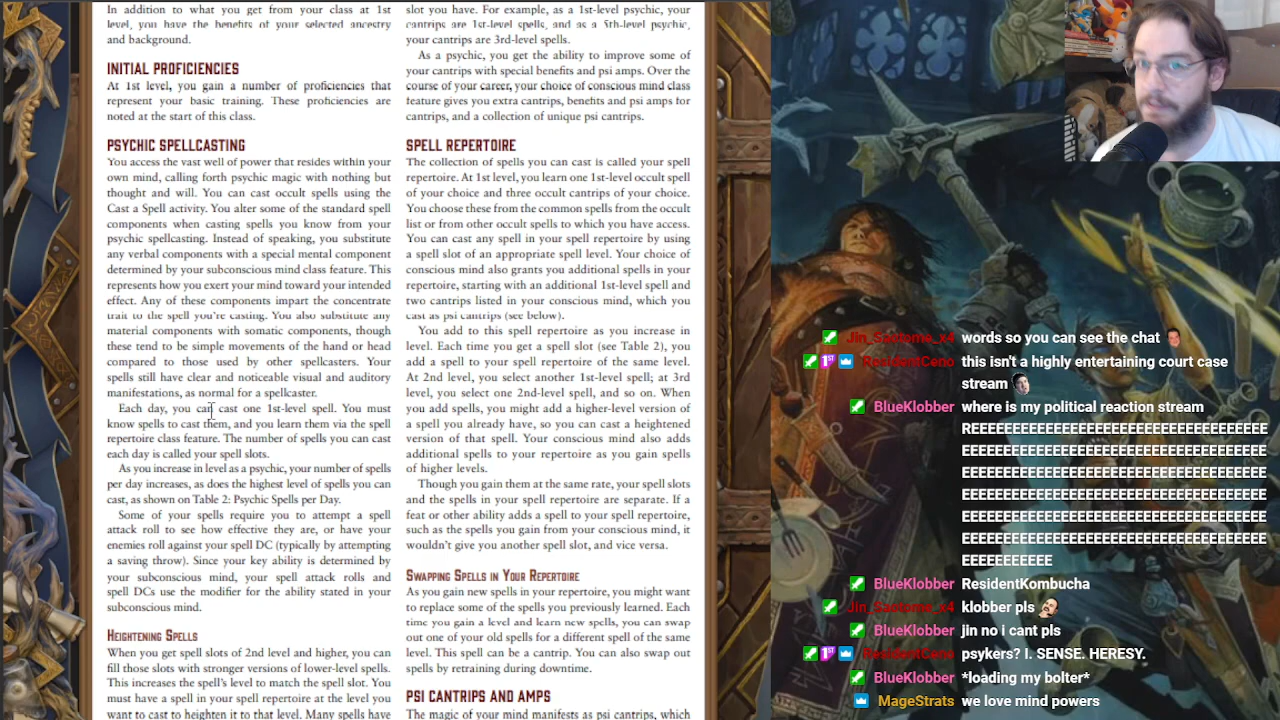 In addition to what you get from your class at 1st
level, you have the benefits of your selected ancestry
and background.
INITIAL PROFICIENCIES
At 1st level, you gain a number of proficiencies that
represent your basic training. These proficiencies are
noted at the start of this class.
PSYCHIC SPELLCASTING
You access the vast well of power that resides within your
own mind, calling forth psychic magic with nothing but
thought and will. You can cast occult spells using the
Cast a Spell activity. You alter some of the standard spell
components when casting spells you know from your
psychic spellcasting. Instead of speaking, you substitute
any verbal components with a special mental component
determined by your subconscious mind class feature. This
represents how you exert your mind toward your intended
effect. Any of these components impart the concentrate
trait to the spell you're casting. You also substitute any
material components with somatic components, though
these tend to be simple movements of the hand or head
compared to those used by other spellcasters. Your
spells still have clear and noticeable visual and auditory
manifestations, as normal for a spellcaster.
Each day, you can cast one 1st-level spell. You must
know spells to cast them, and you learn them via the spell
repertoire class feature. The number of spells you can cast
each day is called your spell slots.
As you increase in level as a psychic, your number of spells
per day increases, as does the highest level of spells you can
cast, as shown on Table 2: Psychic Spells per Day.
Some of your spells require you to attempt a spell
attack roll to see how effective they are, or have your
enemies roll against your spell DC (typically by attempting
a saving throw). Since your key ability is determined by
your subconscious mind, your spell attack rolls and
spell DCs use the modifier for the ability stated in your
subconscious mind.
HEIGHTENING SPELLS
When you get spell slots of 2nd level and higher, you can
fill those slots with stronger versions of lower-level spells.
This increases the spell's level to match the spell slot. You
must have a spell in your spell repertoire at the level you
want to cast to heighten it to that level. Many spells have
slot you have. For example, as a 1st-level psychic, your
cantrips are 1st-level spells, and as a 5th-level psychic,
your cantrips are 3rd-level spells.
As a psychic, you get the ability to improve some of
your cantrips with special benefits and psi amps. Over the
course of your career, your choice of conscious mind class
feature gives you extra cantrips, benefits and psi amps for
cantrips, and a collection of unique psi cantrips.
SPELL REPERTOIRE
The collection of spells you can cast is called your spell
repertoire. At 1st level, you learn one 1st-level occult spell
of your choice and three occult cantrips of your choice.
You choose these from the common spells from the occult
list or from other occult spells to which you have access.
You can cast any spell in your spell repertoire by using
a spell slot of an appropriate spell level. Your choice of
conscious mind also grants you additional spells in your
repertoire, starting with an additional 1st-level spell and
two cantrips listed in your conscious mind, which you
cast as psi cantrips (see below).
You add to this spell repertoire as you increase in
level. Each time you get a spell slot (see Table 2), you
add a spell to your spell repertoire of the same level.
At 2nd level, you select another 1st-level spell; at 3rd
level, you select one 2nd-level spell, and so on. When
you add spells, you might add a higher-level version of
a spell you already have, so you can cast a heightened
version of that spell. Your conscious mind also adds
additional spells to your repertoire as you gain spells
of higher levels.
Though you gain them at the same rate, your spell slots
and the spells in your spell repertoire are separate. If a
feat or other ability adds a spell to your spell repertoire,
such as the spells you gain from your conscious mind, it
wouldn't give you another spell slot, and vice versa.
SWAPPING SPELLS IN YOUR REPERTOIRE
As you gain new spells in your repertoire, you might want
to replace some of the spells you previously learned. Each
time you gain a level and learn new spells, you can swap
out one of your old spells for a different spell of the same
level. This spell can be a cantrip. You can also swap out
spells by retraining during downtime.
PSI CANTRIPS AND AMPS
The magic of your mind manifests as psi cantrips, which
Jin_Saotome_x4 words so you can see the chat
ResidentCeno this isn't a highly entertaining court case
stream
BlueKlobber where is my political reaction stream
REEEEEEEEEEEEEEEEEEEEEEEEEEEEEEEEEEE
EEEEEEEEEEEEEEEEEEEEEEEEEEEEEEEEEEEE
EEEEEEEEEEEEEEEEEEEEEEEEEEEEEEEEEEEE
EEEEEEEEEEEEEEEEEEEEEEEEEEEEEEEEEEEE
EEEEEEEEEEEEEEEEEEEEEEEEEEEEEEEEEEEE
EEEEEEEEEEEEEEEEEEEEEEEEEEEEEEEEEEEE
EEEEEEEEEEE
BlueKlobber ResidentKombucha
Jin_Saotome_x4 klobber pls
BlueKlobber jin no i cant pls
ResidentCeno psykers? I. SENSE. HERESY.
BlueKlobber *loading my bolter*
MageStrats we love mind powers